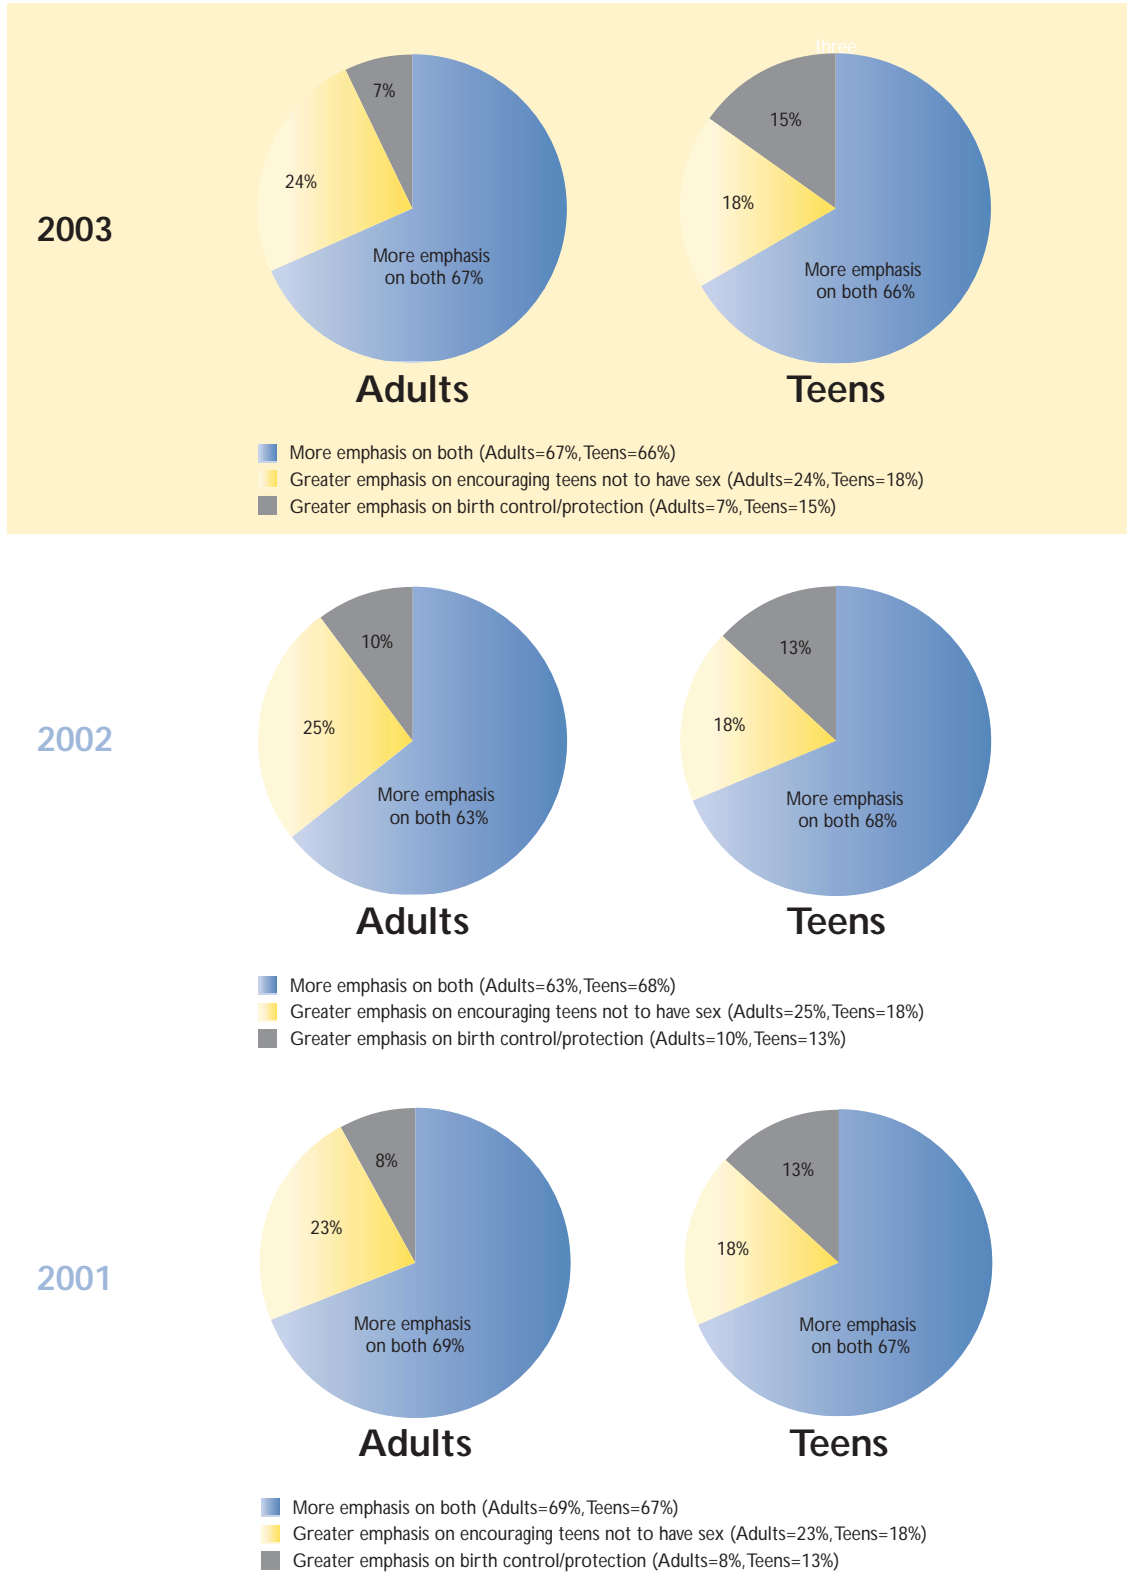 three
2003
7%
24%
More emphasis
on both 67%
Adults
15%
18%
More emphasis
on both 66%
Teens
More emphasis on both (Adults=67%, Teens=66%)
Greater emphasis on encouraging teens not to have sex (Adults=24%, Teens=18%)
Greater emphasis on birth control/protection (Adults=7%, Teens=15%)
2002
10%
25%
More emphasis
on both 63%
Adults
13%
18%
More emphasis
on both 68%
Teens
More emphasis on both (Adults=63%, Teens=68%)
Greater emphasis on encouraging teens not to have sex (Adults=25%, Teens=18%)
Greater emphasis on birth control/protection (Adults=10%, Teens=13%)
2001
8%
23%
More emphasis
on both 69%
Adults
13%
18%
More emphasis
on both 67%
Teens
More emphasis on both (Adults=69%, Teens=67%)
Greater emphasis on encouraging teens not to have sex (Adults=23%, Teens=18%)
Greater emphasis on birth control/protection (Adults=8%, Teens=13%)